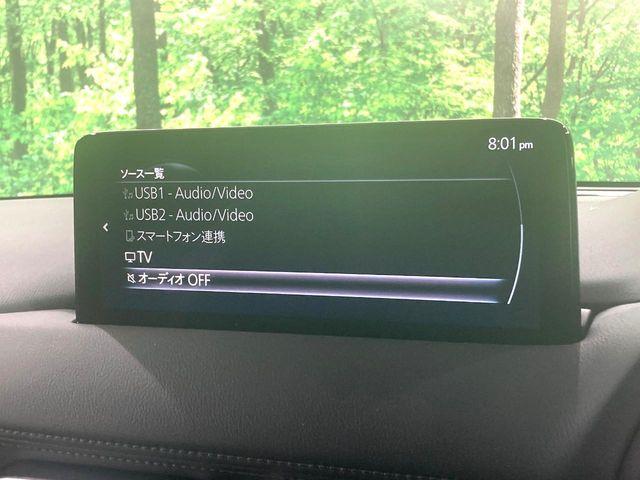 8:01 pm
ソース一覧
USB1 - Audio/Video
USB2 - Audio/Video
スマートフォン連携
TV
オーディオ OFF